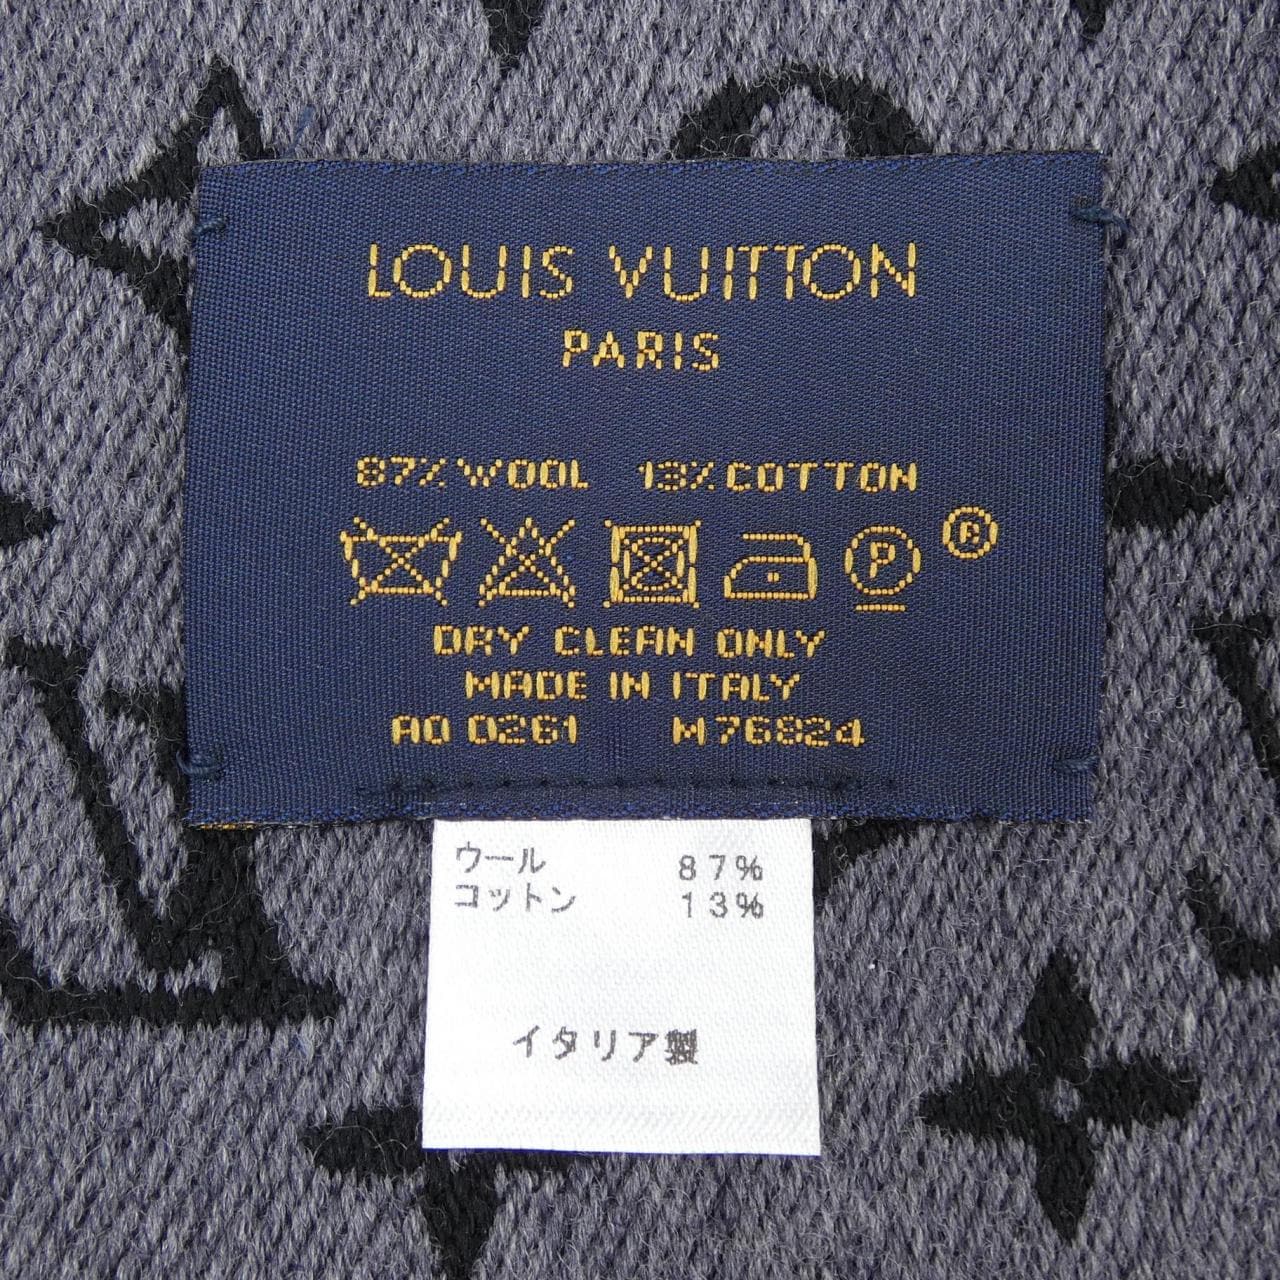 LOUIS VUITTON
PARIS
87% WOOL 13% COTTON
P ®
DRY CLEAN ONLY
MADE IN ITALY
AO 0261 M76824
ウール 87%
コットン 13%
イタリア製